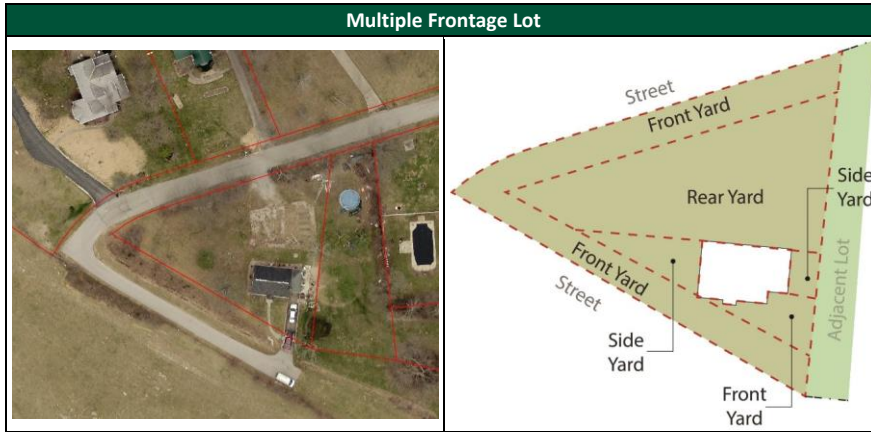 Multiple Frontage Lot
Street
Front Yard
Side
Yard
Rear Yard
Front Yard
Street
Adjacent Lot
Side
Yard
Front
Yard